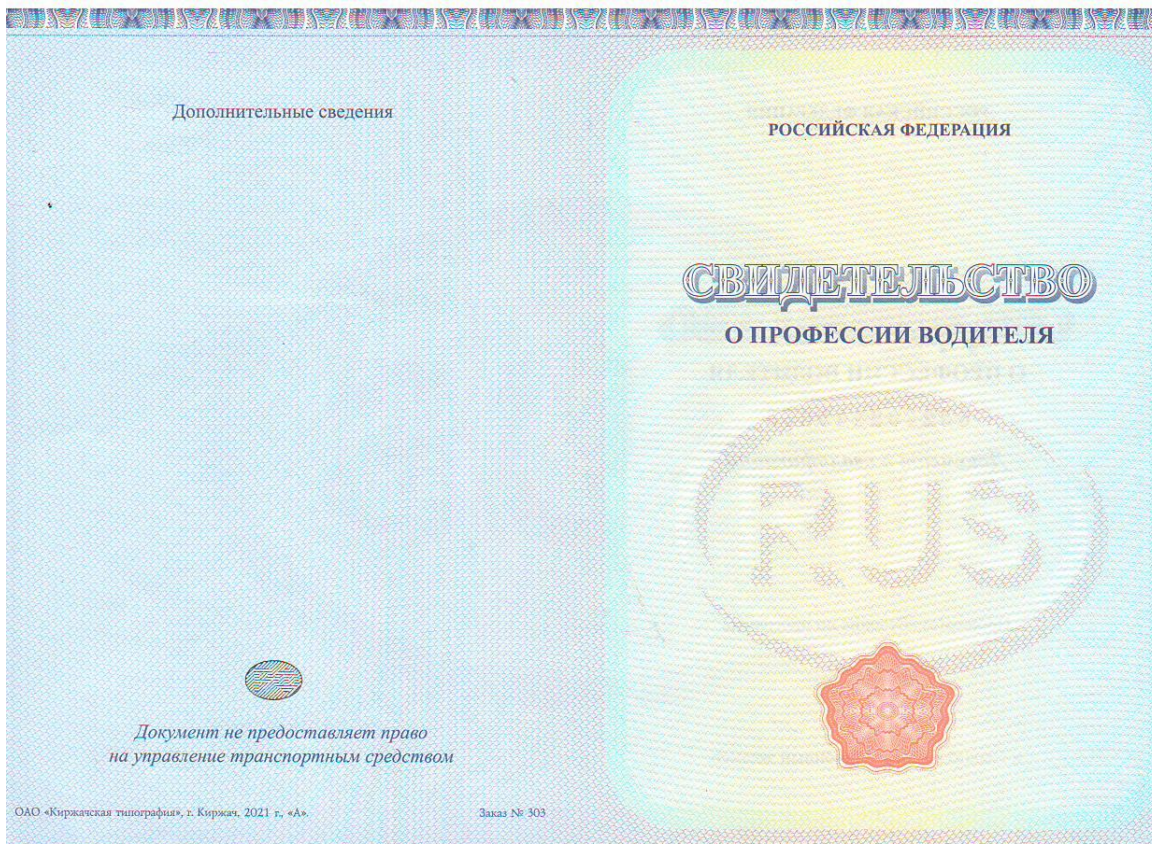 Дополнительные сведения
Документ не предоставляет право
на управление транспортным средством
ОАО «Киржачская типография», г. Киржач, 2021 г., «А».
Заказ № 303
РОССИЙСКАЯ ФЕДЕРАЦИЯ
СВИДЕТЕЛЬСТВО
О ПРОФЕССИИ ВОДИТЕЛЯ
RUS